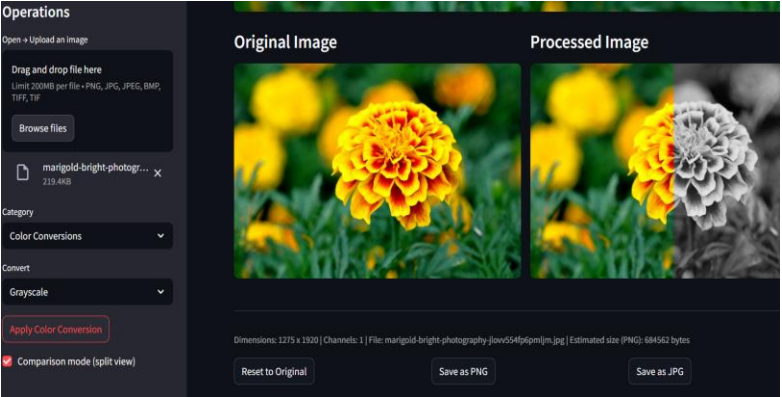 Operations
Open → Upload an image
Drag and drop file here
Limit 200MB per file • PNG, JPG, JPEG, BMP,
TIFF, TIF
Browse files
marigold-bright-photogr...
219.4KB
Category
Color Conversions
Convert
Grayscale
Apply Color Conversion
Comparison mode (split view)
Original Image
Processed Image
Dimensions: 1275 x 1920 | Channels: 1 | File: marigold-bright-photography-jiovv554fp6pmljm.jpg | Estimated size (PNG): 684562 bytes
Reset to Original
Save as PNG
Save as JPG